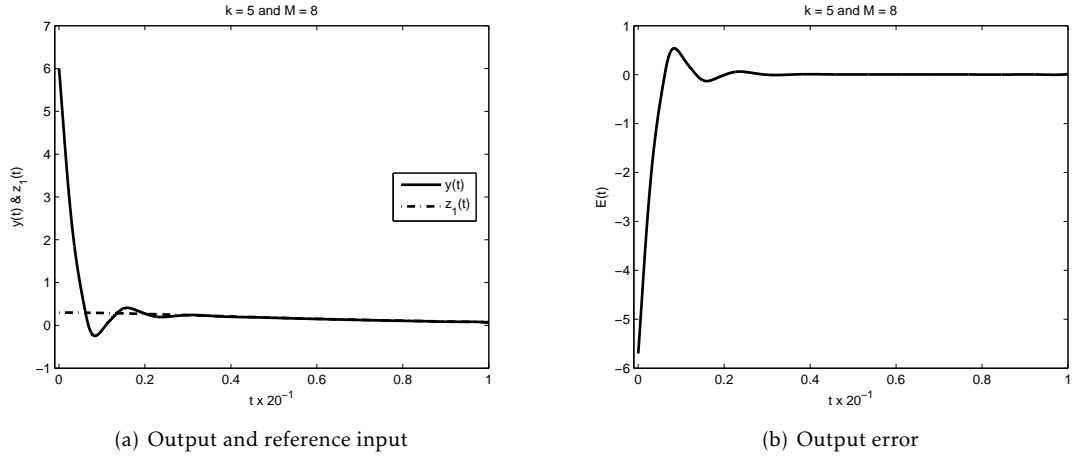 k = 5 and M = 8
7
6
5
4
3
2
1
0
−1
y(t) & z_1(t)
y(t)
z_1(t)
0
0.2
0.4
0.6
0.8
1
t x 20^−1
(a) Output and reference input
k = 5 and M = 8
1
0
−1
−2
−3
−4
−5
−6
E(t)
0
0.2
0.4
0.6
0.8
1
t x 20^−1
(b) Output error